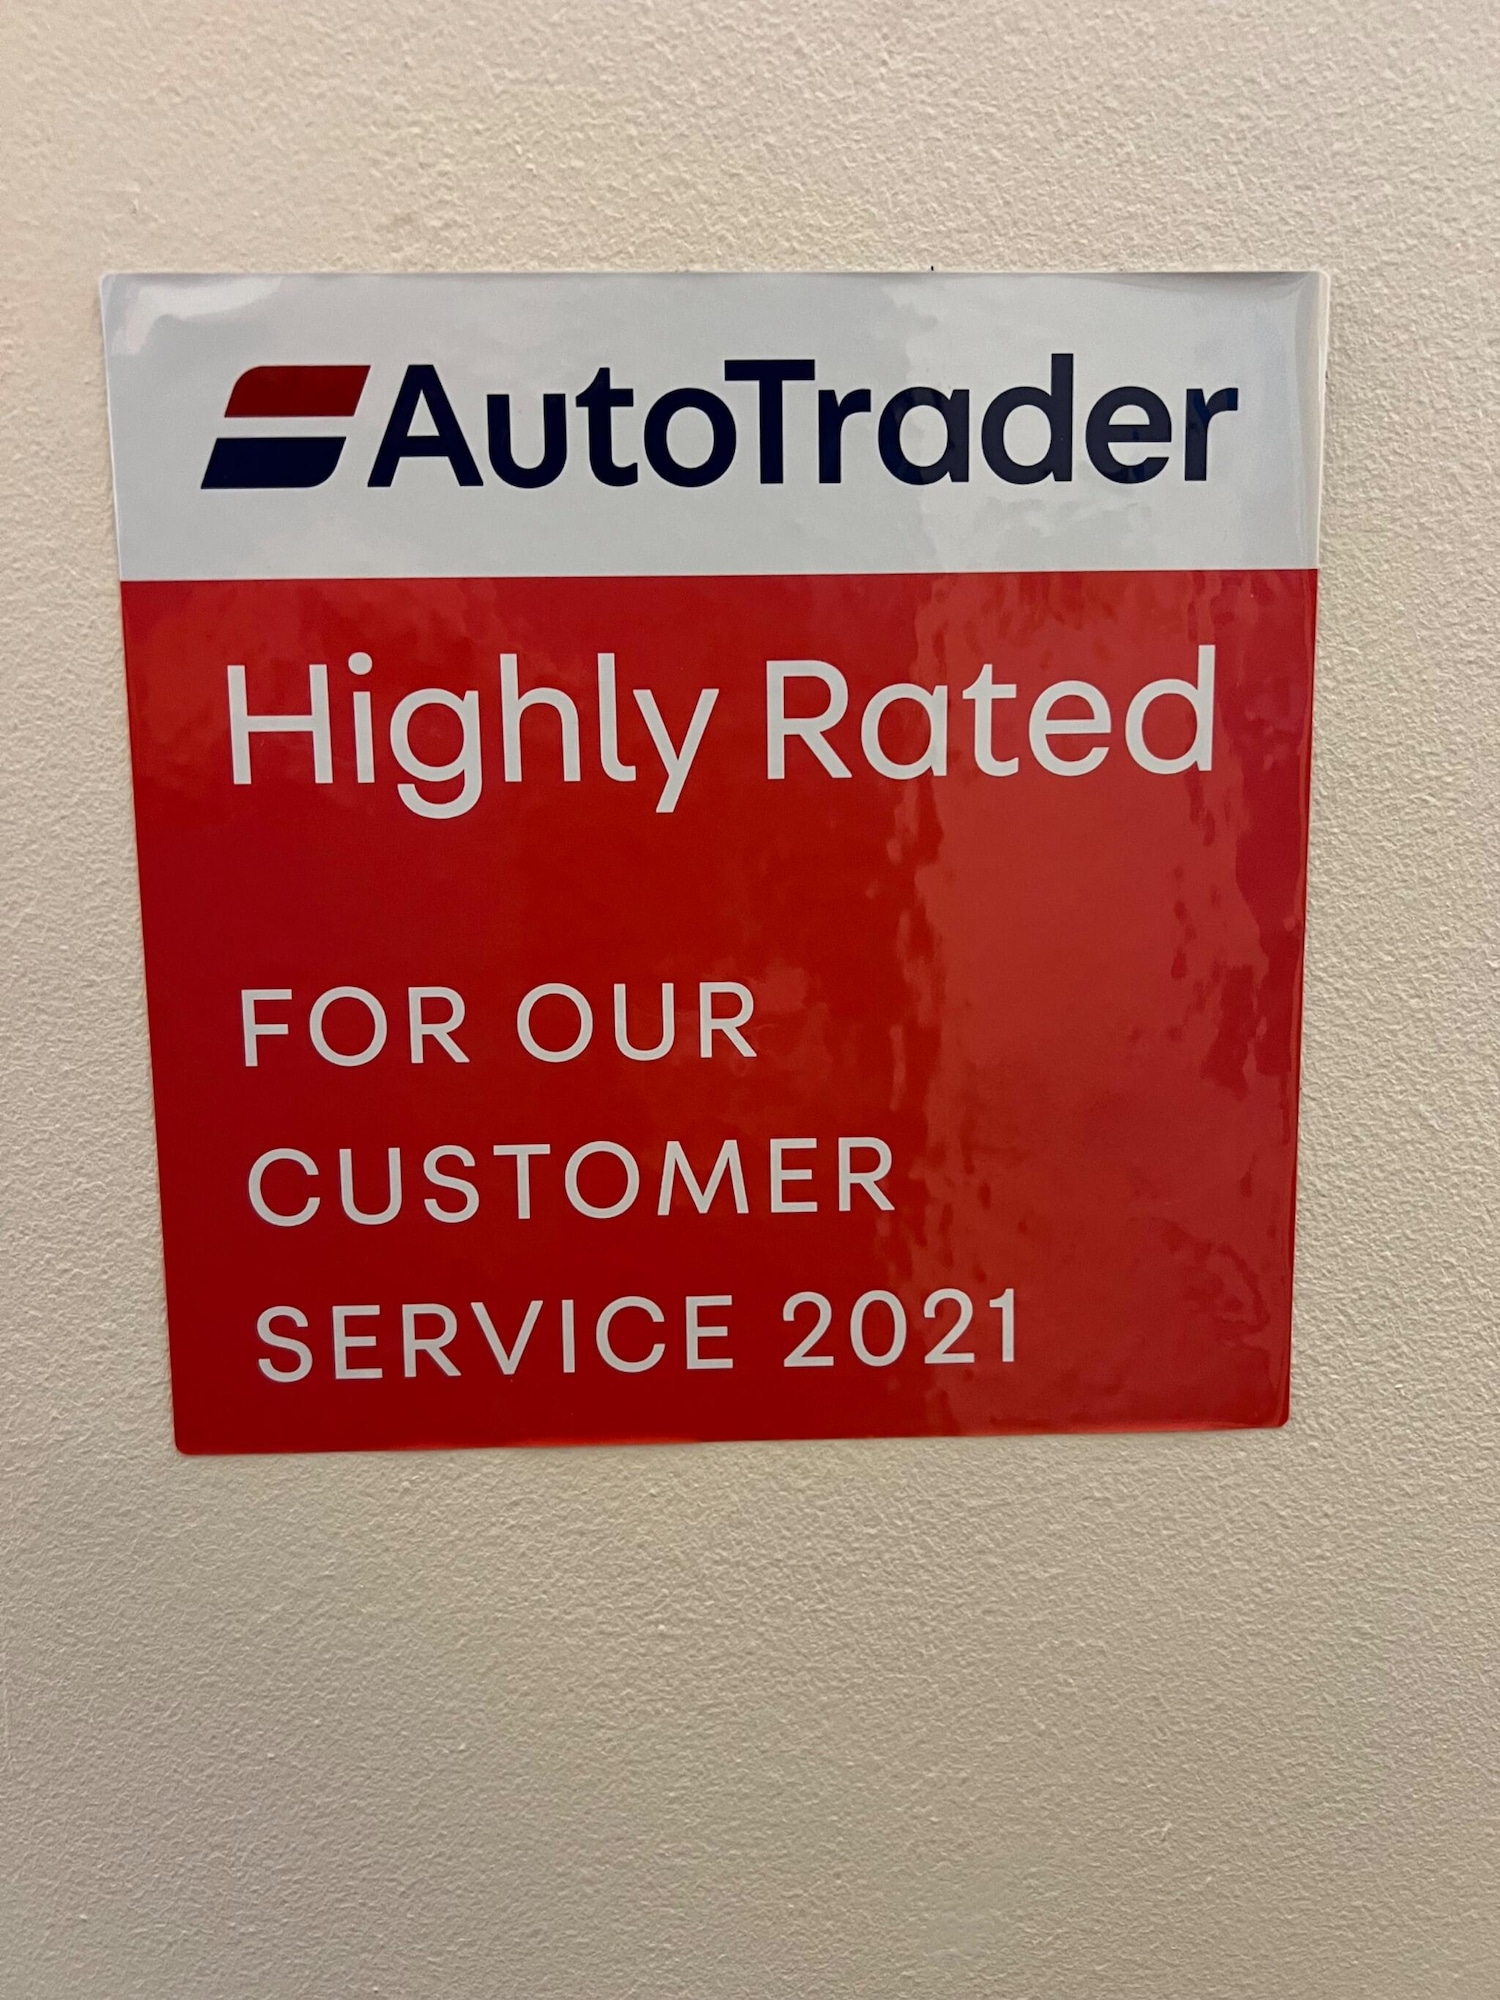 AutoTrader
Highly Rated
FOR OUR
CUSTOMER
SERVICE 2021